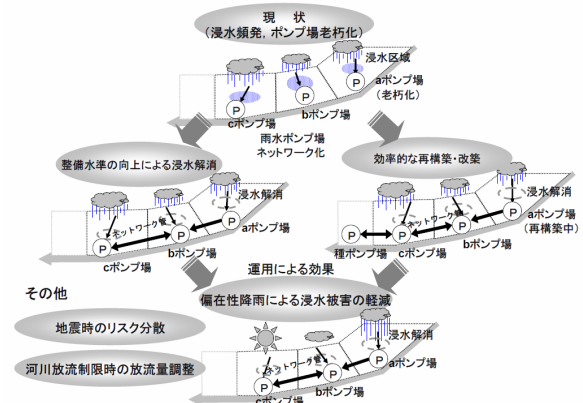 現　状
（浸水頻発，ポンプ場老朽化）
浸水区域
P
aポンプ場
（老朽化）
P
bポンプ場
P
cポンプ場
雨水ポンプ場
ネットワーク化
整備水準の向上による浸水解消
浸水解消
ネットワーク管
P
aポンプ場
P
bポンプ場
P
cポンプ場
効率的な再構築・改築
浸水解消
ネットワーク管
P
aポンプ場
（再構築中）
P
bポンプ場
P
cポンプ場
P
種ポンプ場
運用による効果
偏在性降雨による浸水被害の軽減
その他
地震時のリスク分散
河川放流制限時の放流量調整
浸水解消
ネットワーク管
P
aポンプ場
P
bポンプ場
P
cポンプ場